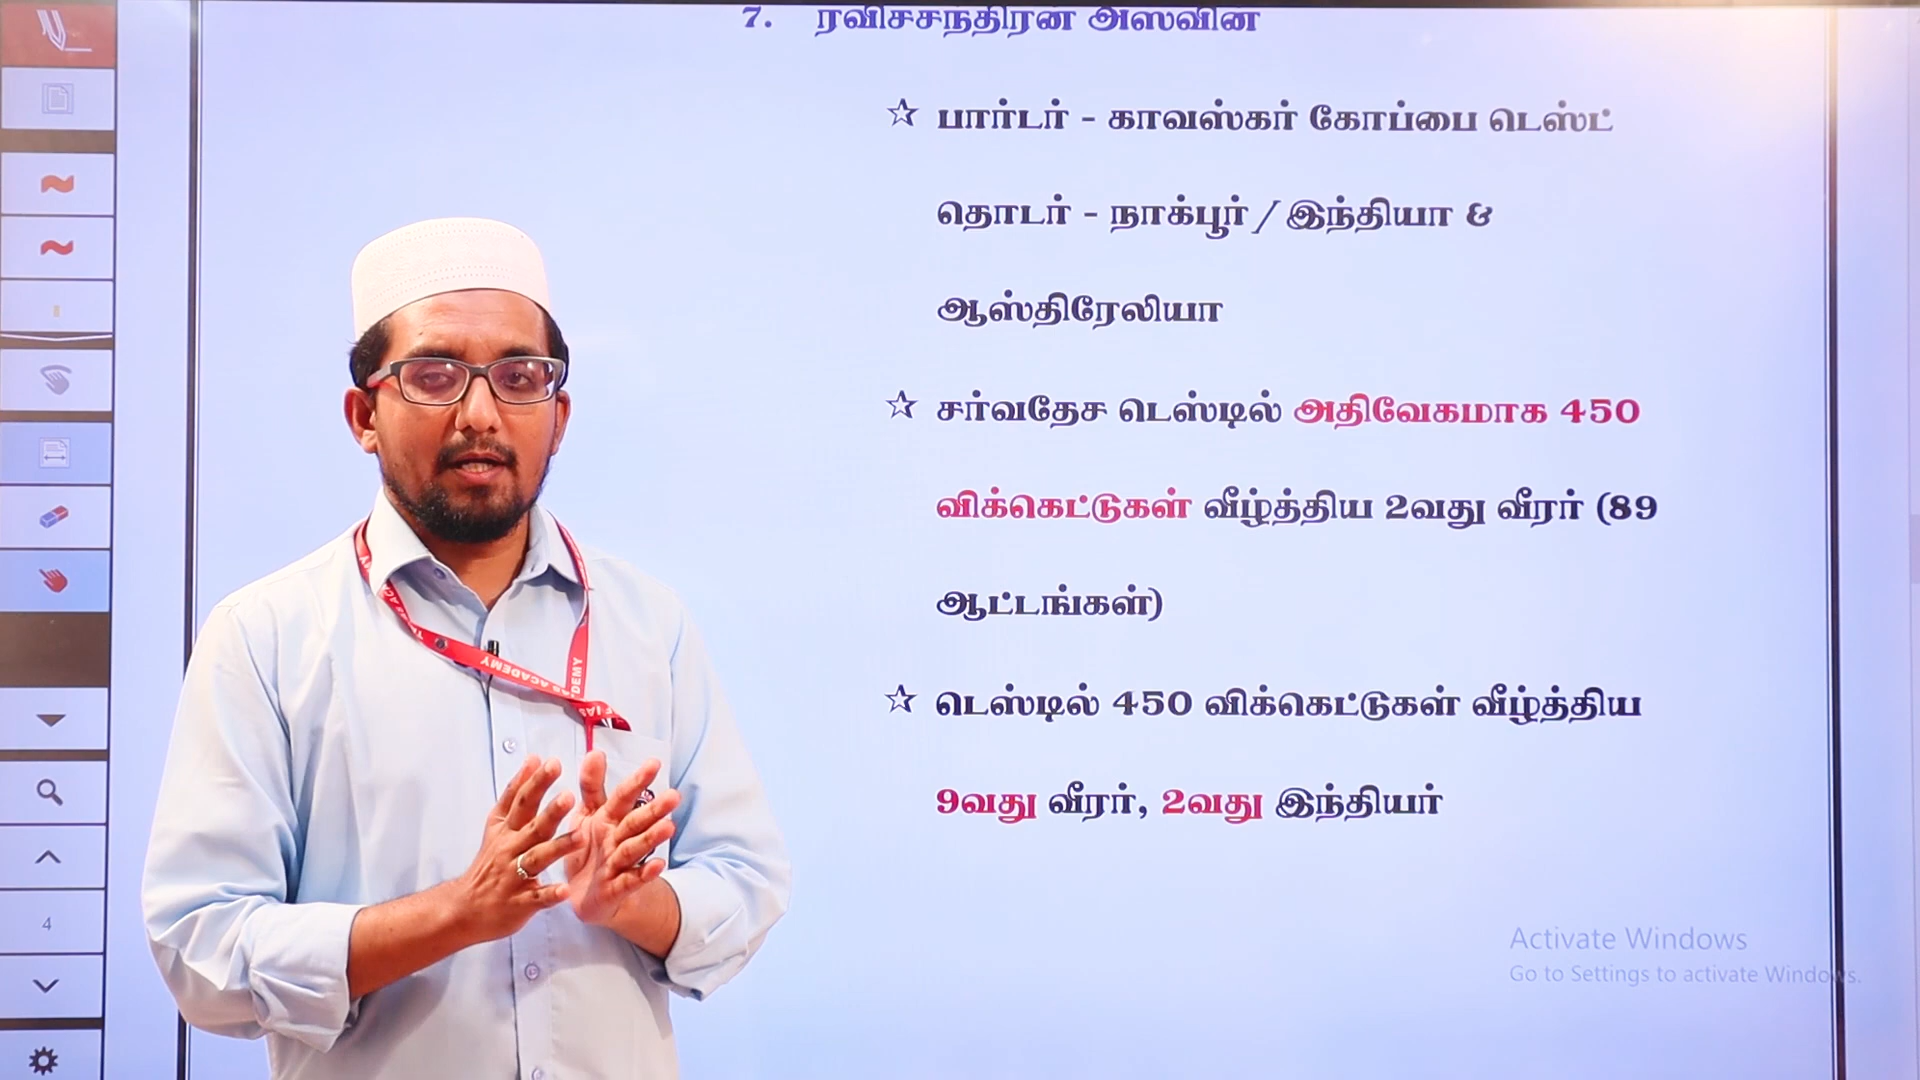 7. ரவிச்சந்திரன் அஸ்வின்
☆ பார்டர் - காவஸ்கர் கோப்பை டெஸ்ட்
தொடர் - நாக்பூர் / இந்தியா &
ஆஸ்திரேலியா
☆ சர்வதேச டெஸ்டில் அதிவேகமாக 450
விக்கெட்டுகள் வீழ்த்திய 2வது வீரர் (89
ஆட்டங்கள்)
☆ டெஸ்டில் 450 விக்கெட்டுகள் வீழ்த்திய
9வது வீரர், 2வது இந்தியர்
4
Activate Windows
Go to Settings to activate Windows.
ACADEMY